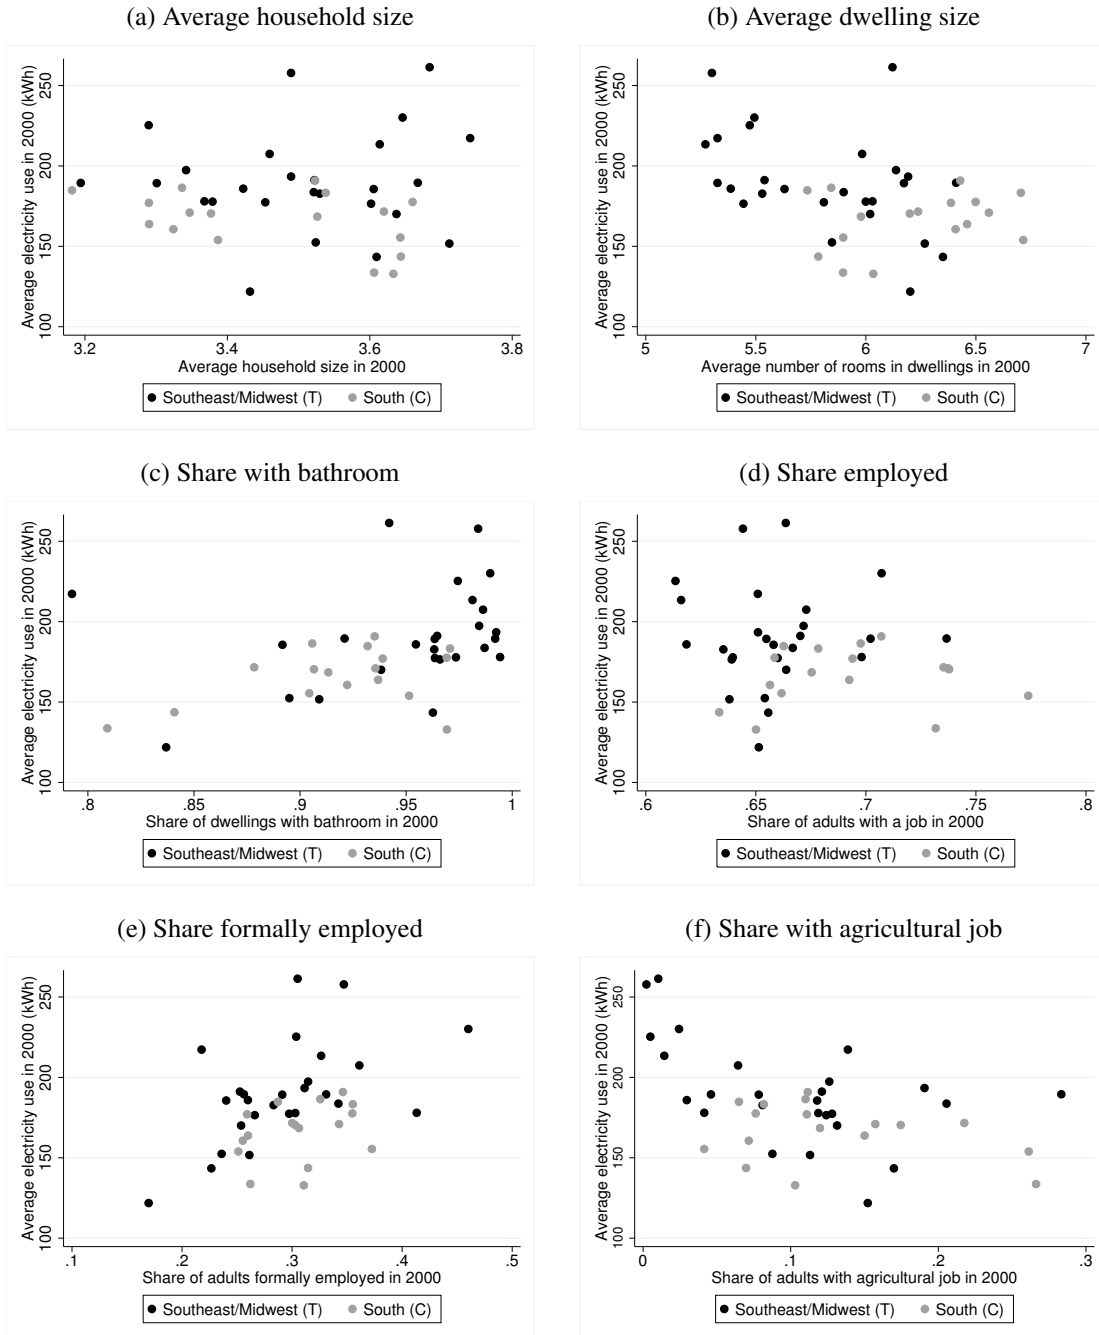 (a) Average household size
Average electricity use in 2000 (kWh)
250
200
150
100
3.2 3.4 3.6 3.8
Average household size in 2000
Southeast/Midwest (T) South (C)
(b) Average dwelling size
Average electricity use in 2000 (kWh)
250
200
150
100
5 5.5 6 6.5 7
Average number of rooms in dwellings in 2000
Southeast/Midwest (T) South (C)
(c) Share with bathroom
Average electricity use in 2000 (kWh)
250
200
150
100
.8 .85 .9 .95 1
Share of dwellings with bathroom in 2000
Southeast/Midwest (T) South (C)
(d) Share employed
Average electricity use in 2000 (kWh)
250
200
150
100
.6 .65 .7 .75 .8
Share of adults with a job in 2000
Southeast/Midwest (T) South (C)
(e) Share formally employed
Average electricity use in 2000 (kWh)
250
200
150
100
.1 .2 .3 .4 .5
Share of adults formally employed in 2000
Southeast/Midwest (T) South (C)
(f) Share with agricultural job
Average electricity use in 2000 (kWh)
250
200
150
100
0 .1 .2 .3
Share of adults with agricultural job in 2000
Southeast/Midwest (T) South (C)